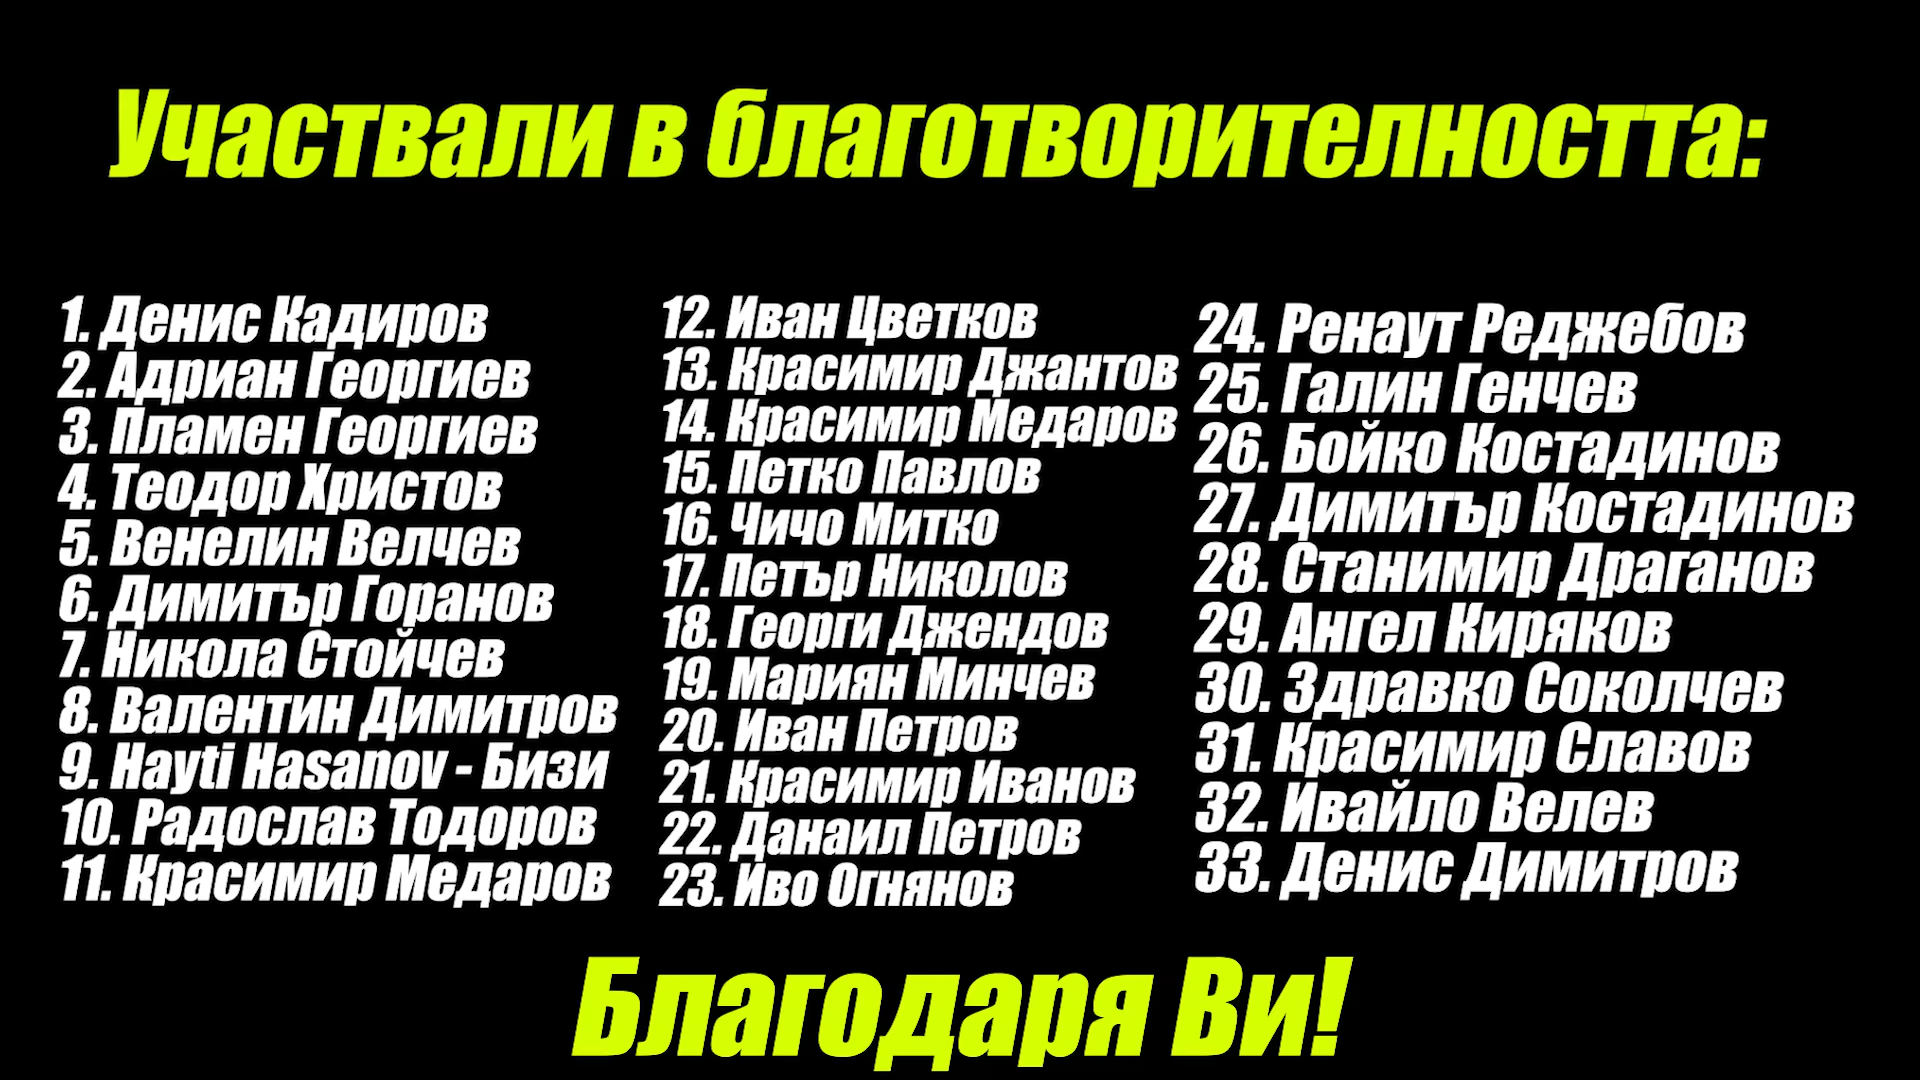 Участвали в благотворителността:
1. Денис Кадиров
2. Адриан Георгиев
3. Пламен Георгиев
4. Теодор Христов
5. Венелин Велчев
6. Димитър Горанов
7. Никола Стойчев
8. Валентин Димитров
9. Hayti Hasanov - Бизи
10. Радослав Тодоров
11. Красимир Медаров
12. Иван Цветков
13. Красимир Джантов
14. Красимир Медаров
15. Петко Павлов
16. Чичо Митко
17. Петър Николов
18. Георги Джендов
19. Мариян Минчев
20. Иван Петров
21. Красимир Иванов
22. Данаил Петров
23. Иво Огнянов
24. Ренаут Реджебов
25. Галин Генчев
26. Бойко Костадинов
27. Димитър Костадинов
28. Станимир Драганов
29. Ангел Киряков
30. Здравко Соколчев
31. Красимир Славов
32. Ивайло Велев
33. Денис Димитров
Благодаря Ви!